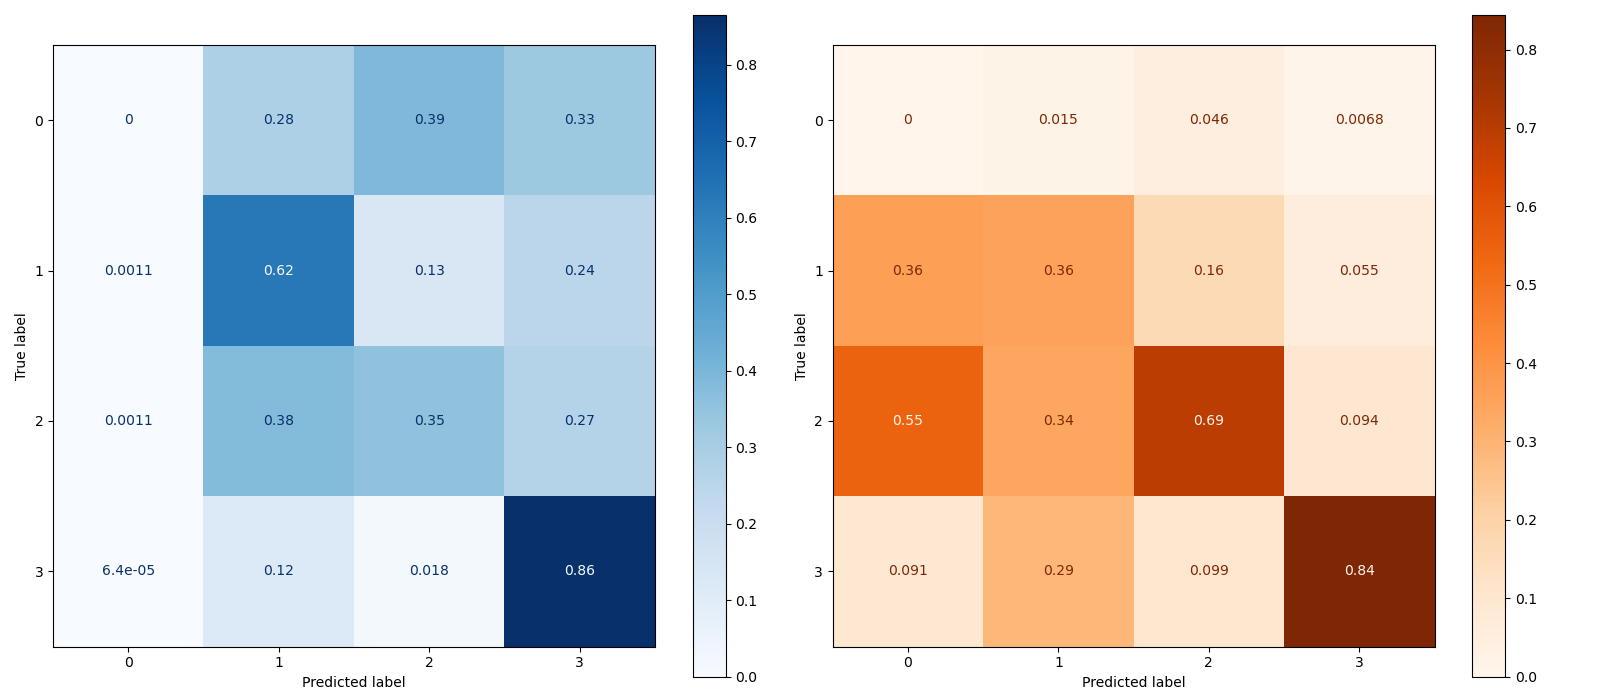 0 0.28 0.39 0.33
1 0.0011 0.62 0.13 0.24
2 0.0011 0.38 0.35 0.27
3 6.4e-05 0.12 0.018 0.86
0 1 2 3
True label
Predicted label
0.8
0.7
0.6
0.5
0.4
0.3
0.2
0.1
0.0
0 0 0.015 0.046 0.0068
1 0.36 0.36 0.16 0.055
2 0.55 0.34 0.69 0.094
3 0.091 0.29 0.099 0.84
0 1 2 3
True label
Predicted label
0.8
0.7
0.6
0.5
0.4
0.3
0.2
0.1
0.0